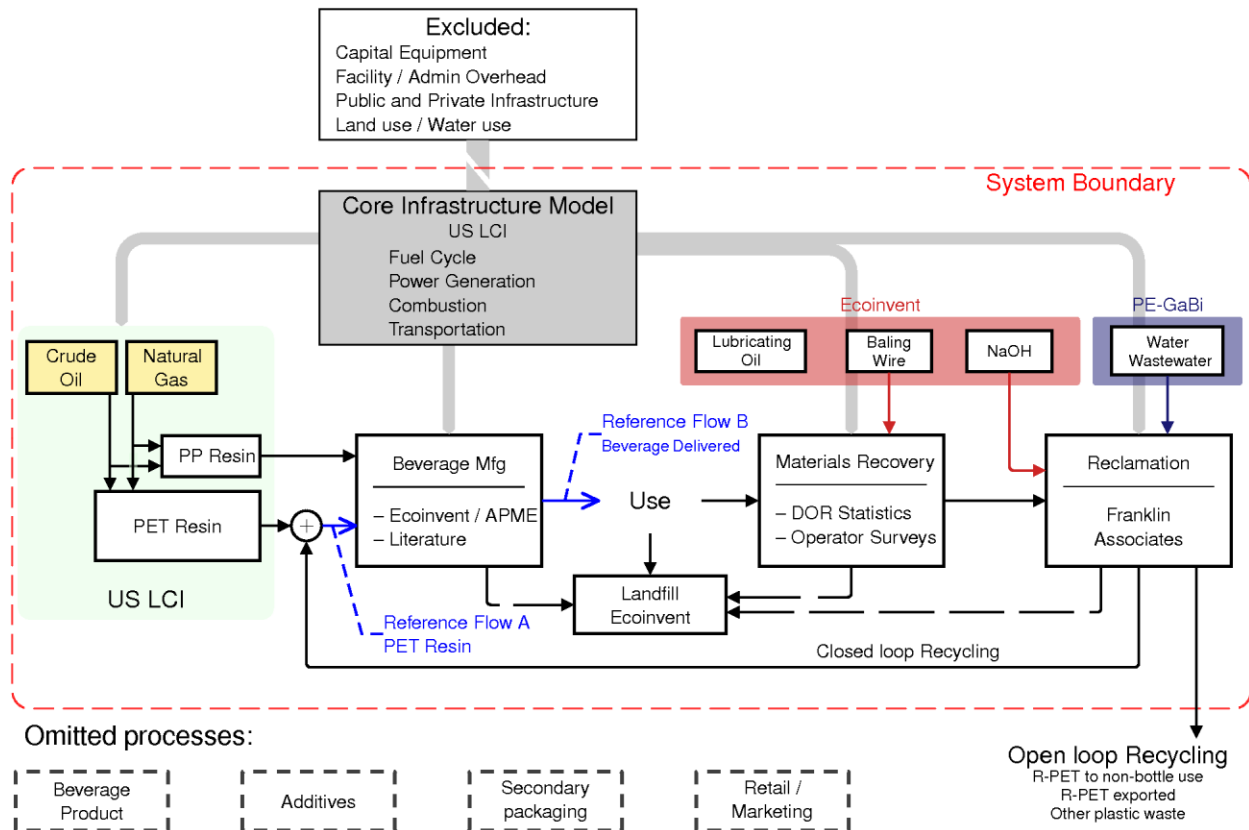 Excluded:
Capital Equipment
Facility / Admin Overhead
Public and Private Infrastructure
Land use / Water use
System Boundary
Core Infrastructure Model
US LCI
Fuel Cycle
Power Generation
Combustion
Transportation
Ecoinvent
PE-GaBi
Lubricating
Oil
Baling
Wire
NaOH
Water
Wastewater
Crude
Oil
Natural
Gas
PP Resin
PET Resin
US LCI
+
Reference Flow A
PET Resin
Beverage Mfg
– Ecoinvent / APME
– Literature
Reference Flow B
Beverage Delivered
Use
Landfill
Ecoinvent
Materials Recovery
– DOR Statistics
– Operator Surveys
Reclamation
Franklin
Associates
Closed loop Recycling
Omitted processes:
Beverage
Product
Additives
Secondary
packaging
Retail /
Marketing
Open loop Recycling
R-PET to non-bottle use
R-PET exported
Other plastic waste